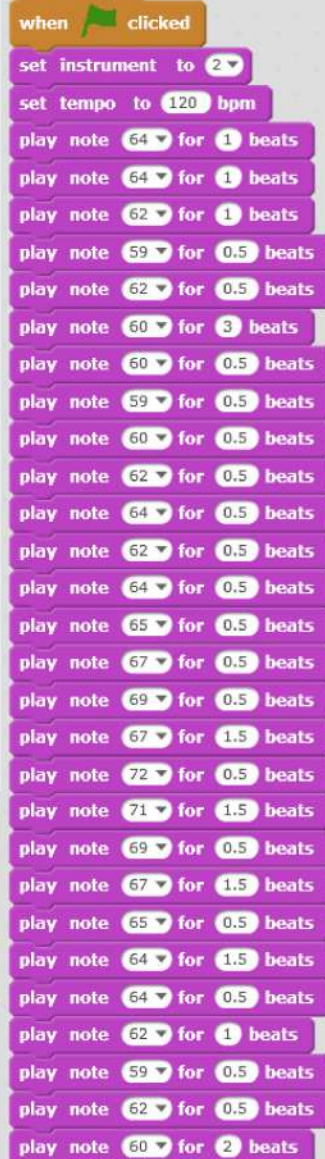 when clicked
set instrument to 2
set tempo to 120 bpm
play note 64 for 1 beats
play note 64 for 1 beats
play note 62 for 1 beats
play note 59 for 0.5 beats
play note 62 for 0.5 beats
play note 60 for 3 beats
play note 60 for 0.5 beats
play note 59 for 0.5 beats
play note 60 for 0.5 beats
play note 62 for 0.5 beats
play note 64 for 0.5 beats
play note 62 for 0.5 beats
play note 64 for 0.5 beats
play note 65 for 0.5 beats
play note 67 for 0.5 beats
play note 69 for 0.5 beats
play note 67 for 1.5 beats
play note 72 for 0.5 beats
play note 71 for 1.5 beats
play note 69 for 0.5 beats
play note 67 for 1.5 beats
play note 65 for 0.5 beats
play note 64 for 1.5 beats
play note 64 for 0.5 beats
play note 62 for 1 beats
play note 59 for 0.5 beats
play note 62 for 0.5 beats
play note 60 for 2 beats